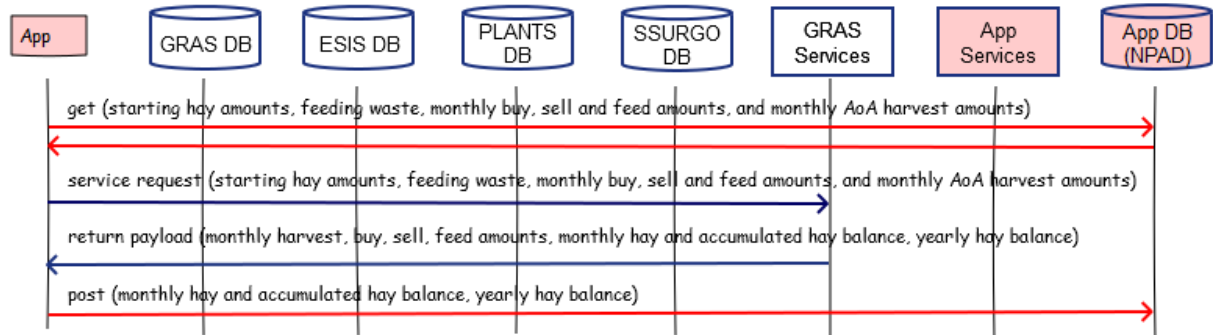 App
GRAS DB
ESIS DB
PLANTS
DB
SSURGO
DB
GRAS
Services
App
Services
App DB
(NPAD)
get (starting hay amounts, feeding waste, monthly buy, sell and feed amounts, and monthly AoA harvest amounts)
service request (starting hay amounts, feeding waste, monthly buy, sell and feed amounts, and monthly AoA harvest amounts)
return payload (monthly harvest, buy, sell, feed amounts, monthly hay and accumulated hay balance, yearly hay balance)
post (monthly hay and accumulated hay balance, yearly hay balance)